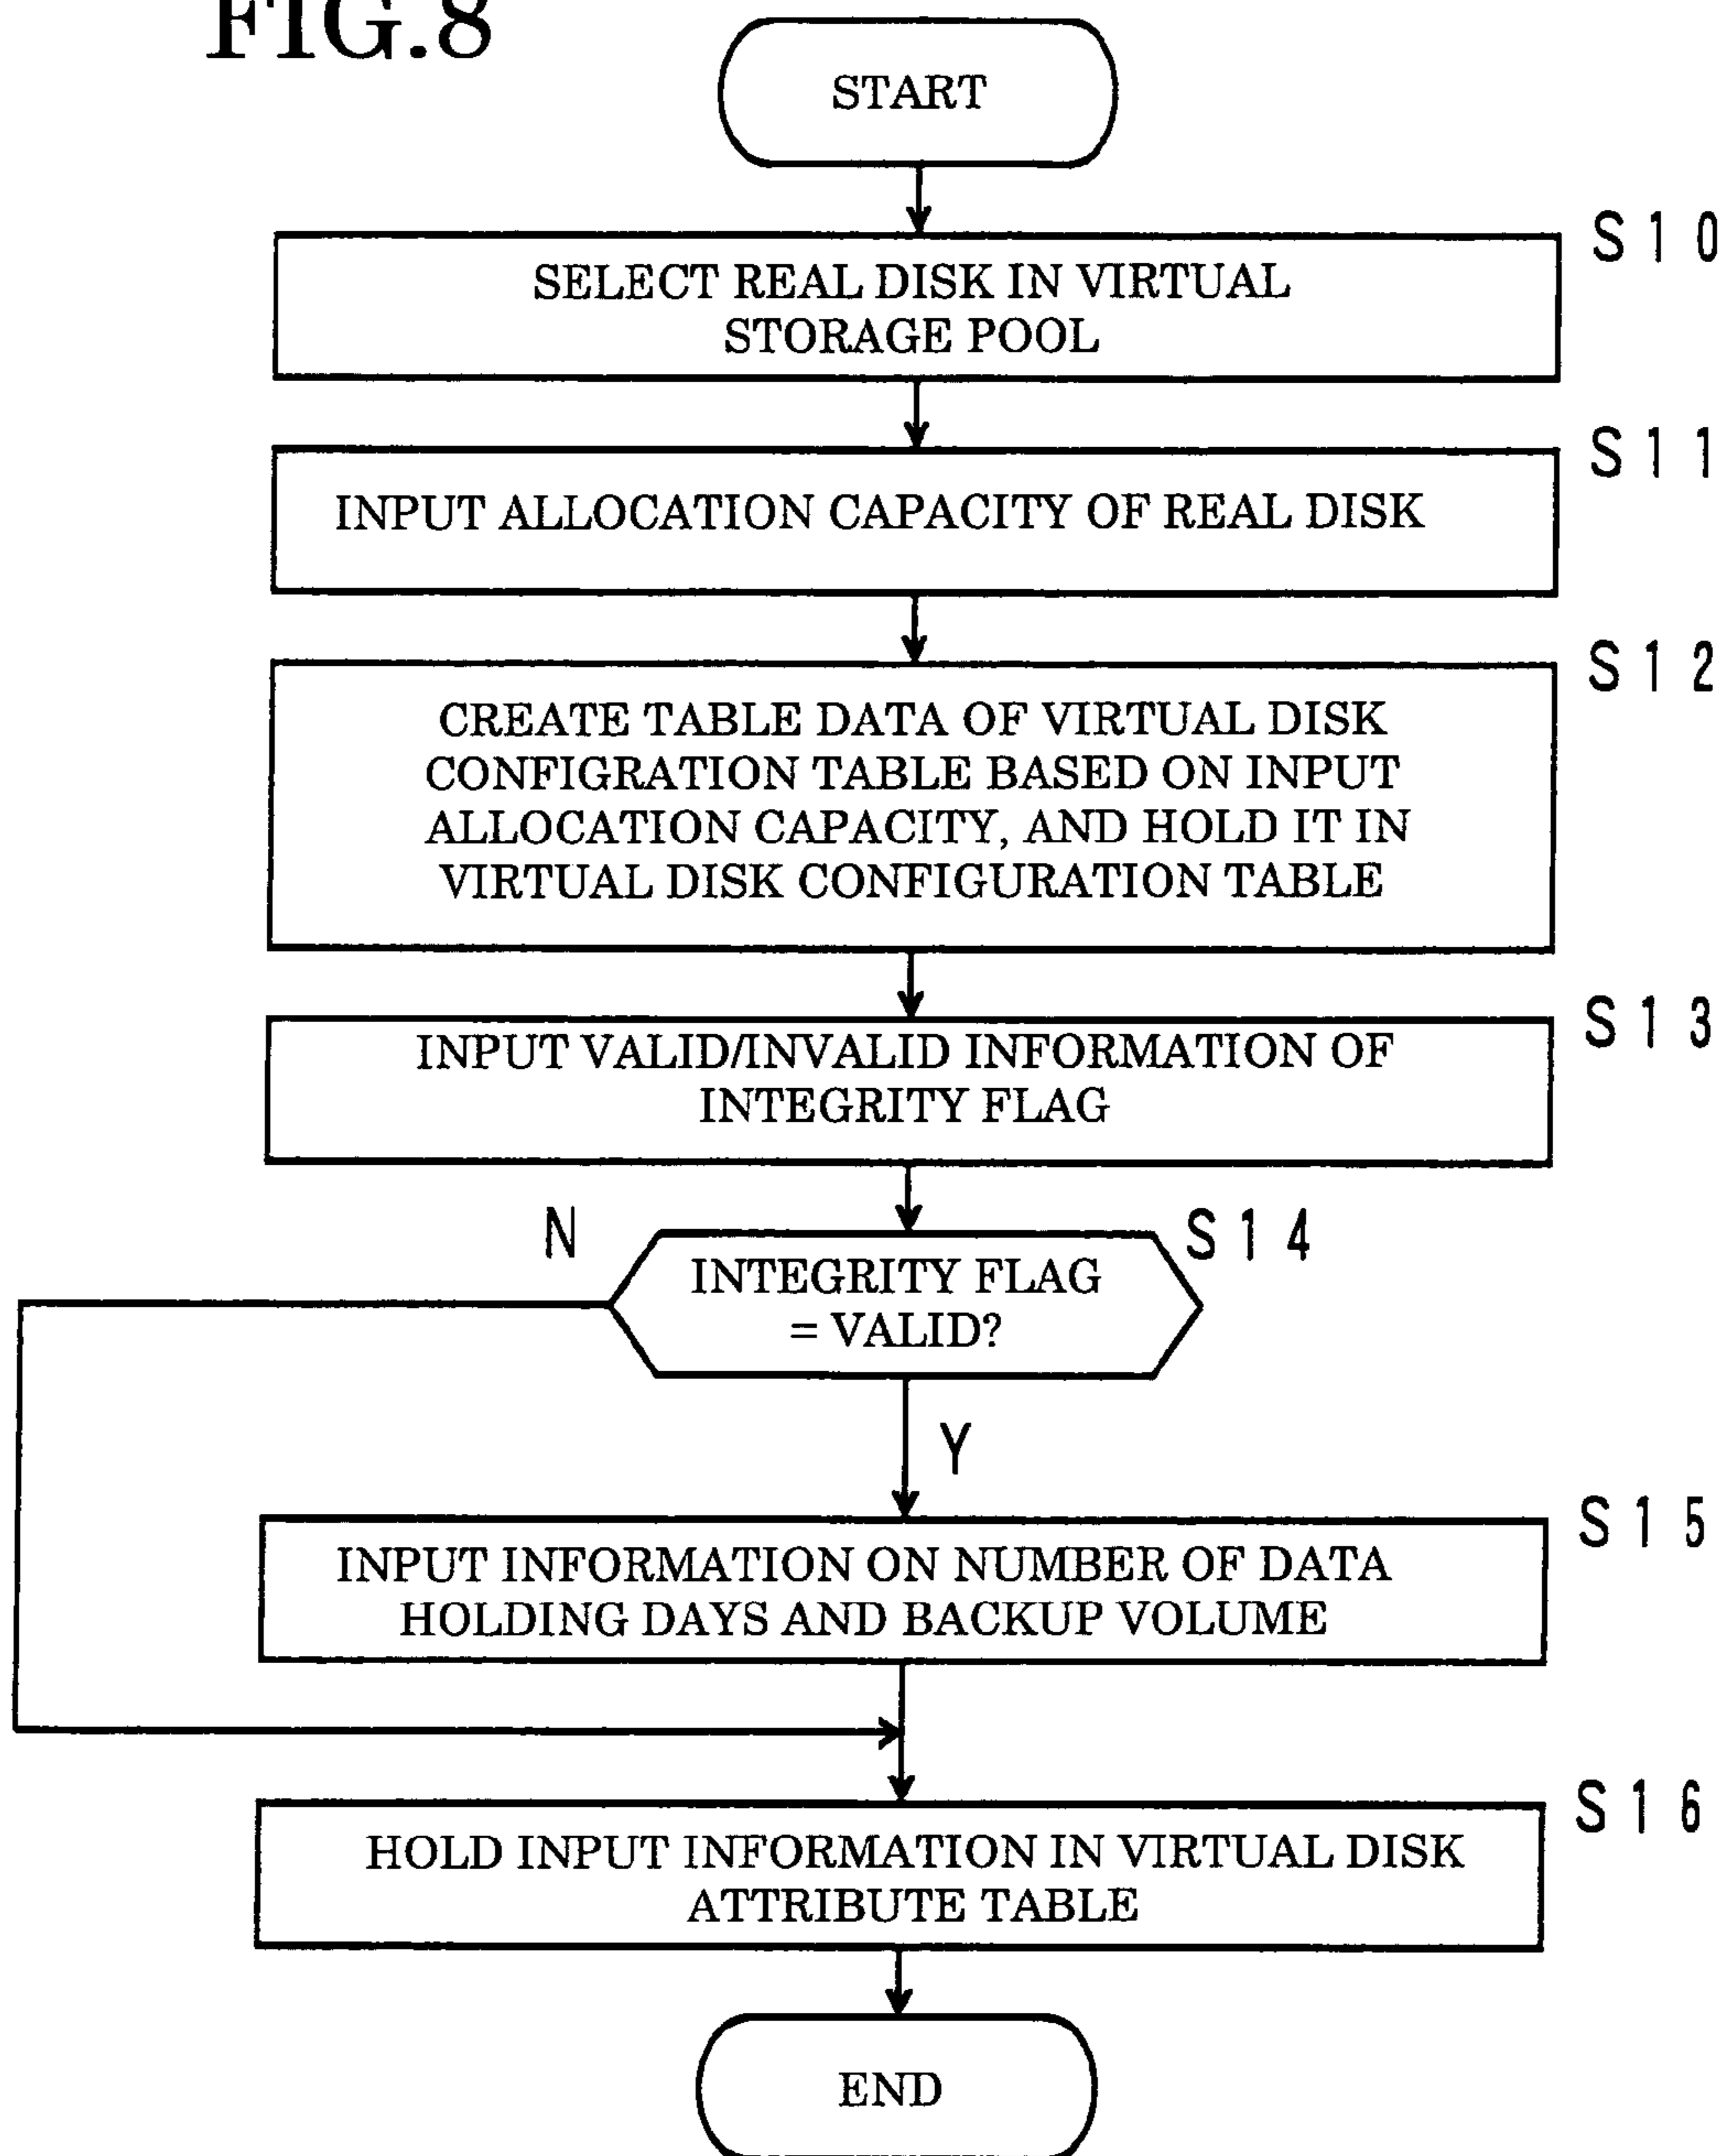 FIG.8
START
S10
SELECT REAL DISK IN VIRTUAL
STORAGE POOL
S11
INPUT ALLOCATION CAPACITY OF REAL DISK
S12
CREATE TABLE DATA OF VIRTUAL DISK
CONFIGRATION TABLE BASED ON INPUT
ALLOCATION CAPACITY, AND HOLD IT IN
VIRTUAL DISK CONFIGURATION TABLE
S13
INPUT VALID/INVALID INFORMATION OF
INTEGRITY FLAG
N
S14
INTEGRITY FLAG
= VALID?
Y
S15
INPUT INFORMATION ON NUMBER OF DATA
HOLDING DAYS AND BACKUP VOLUME
S16
HOLD INPUT INFORMATION IN VIRTUAL DISK
ATTRIBUTE TABLE
END